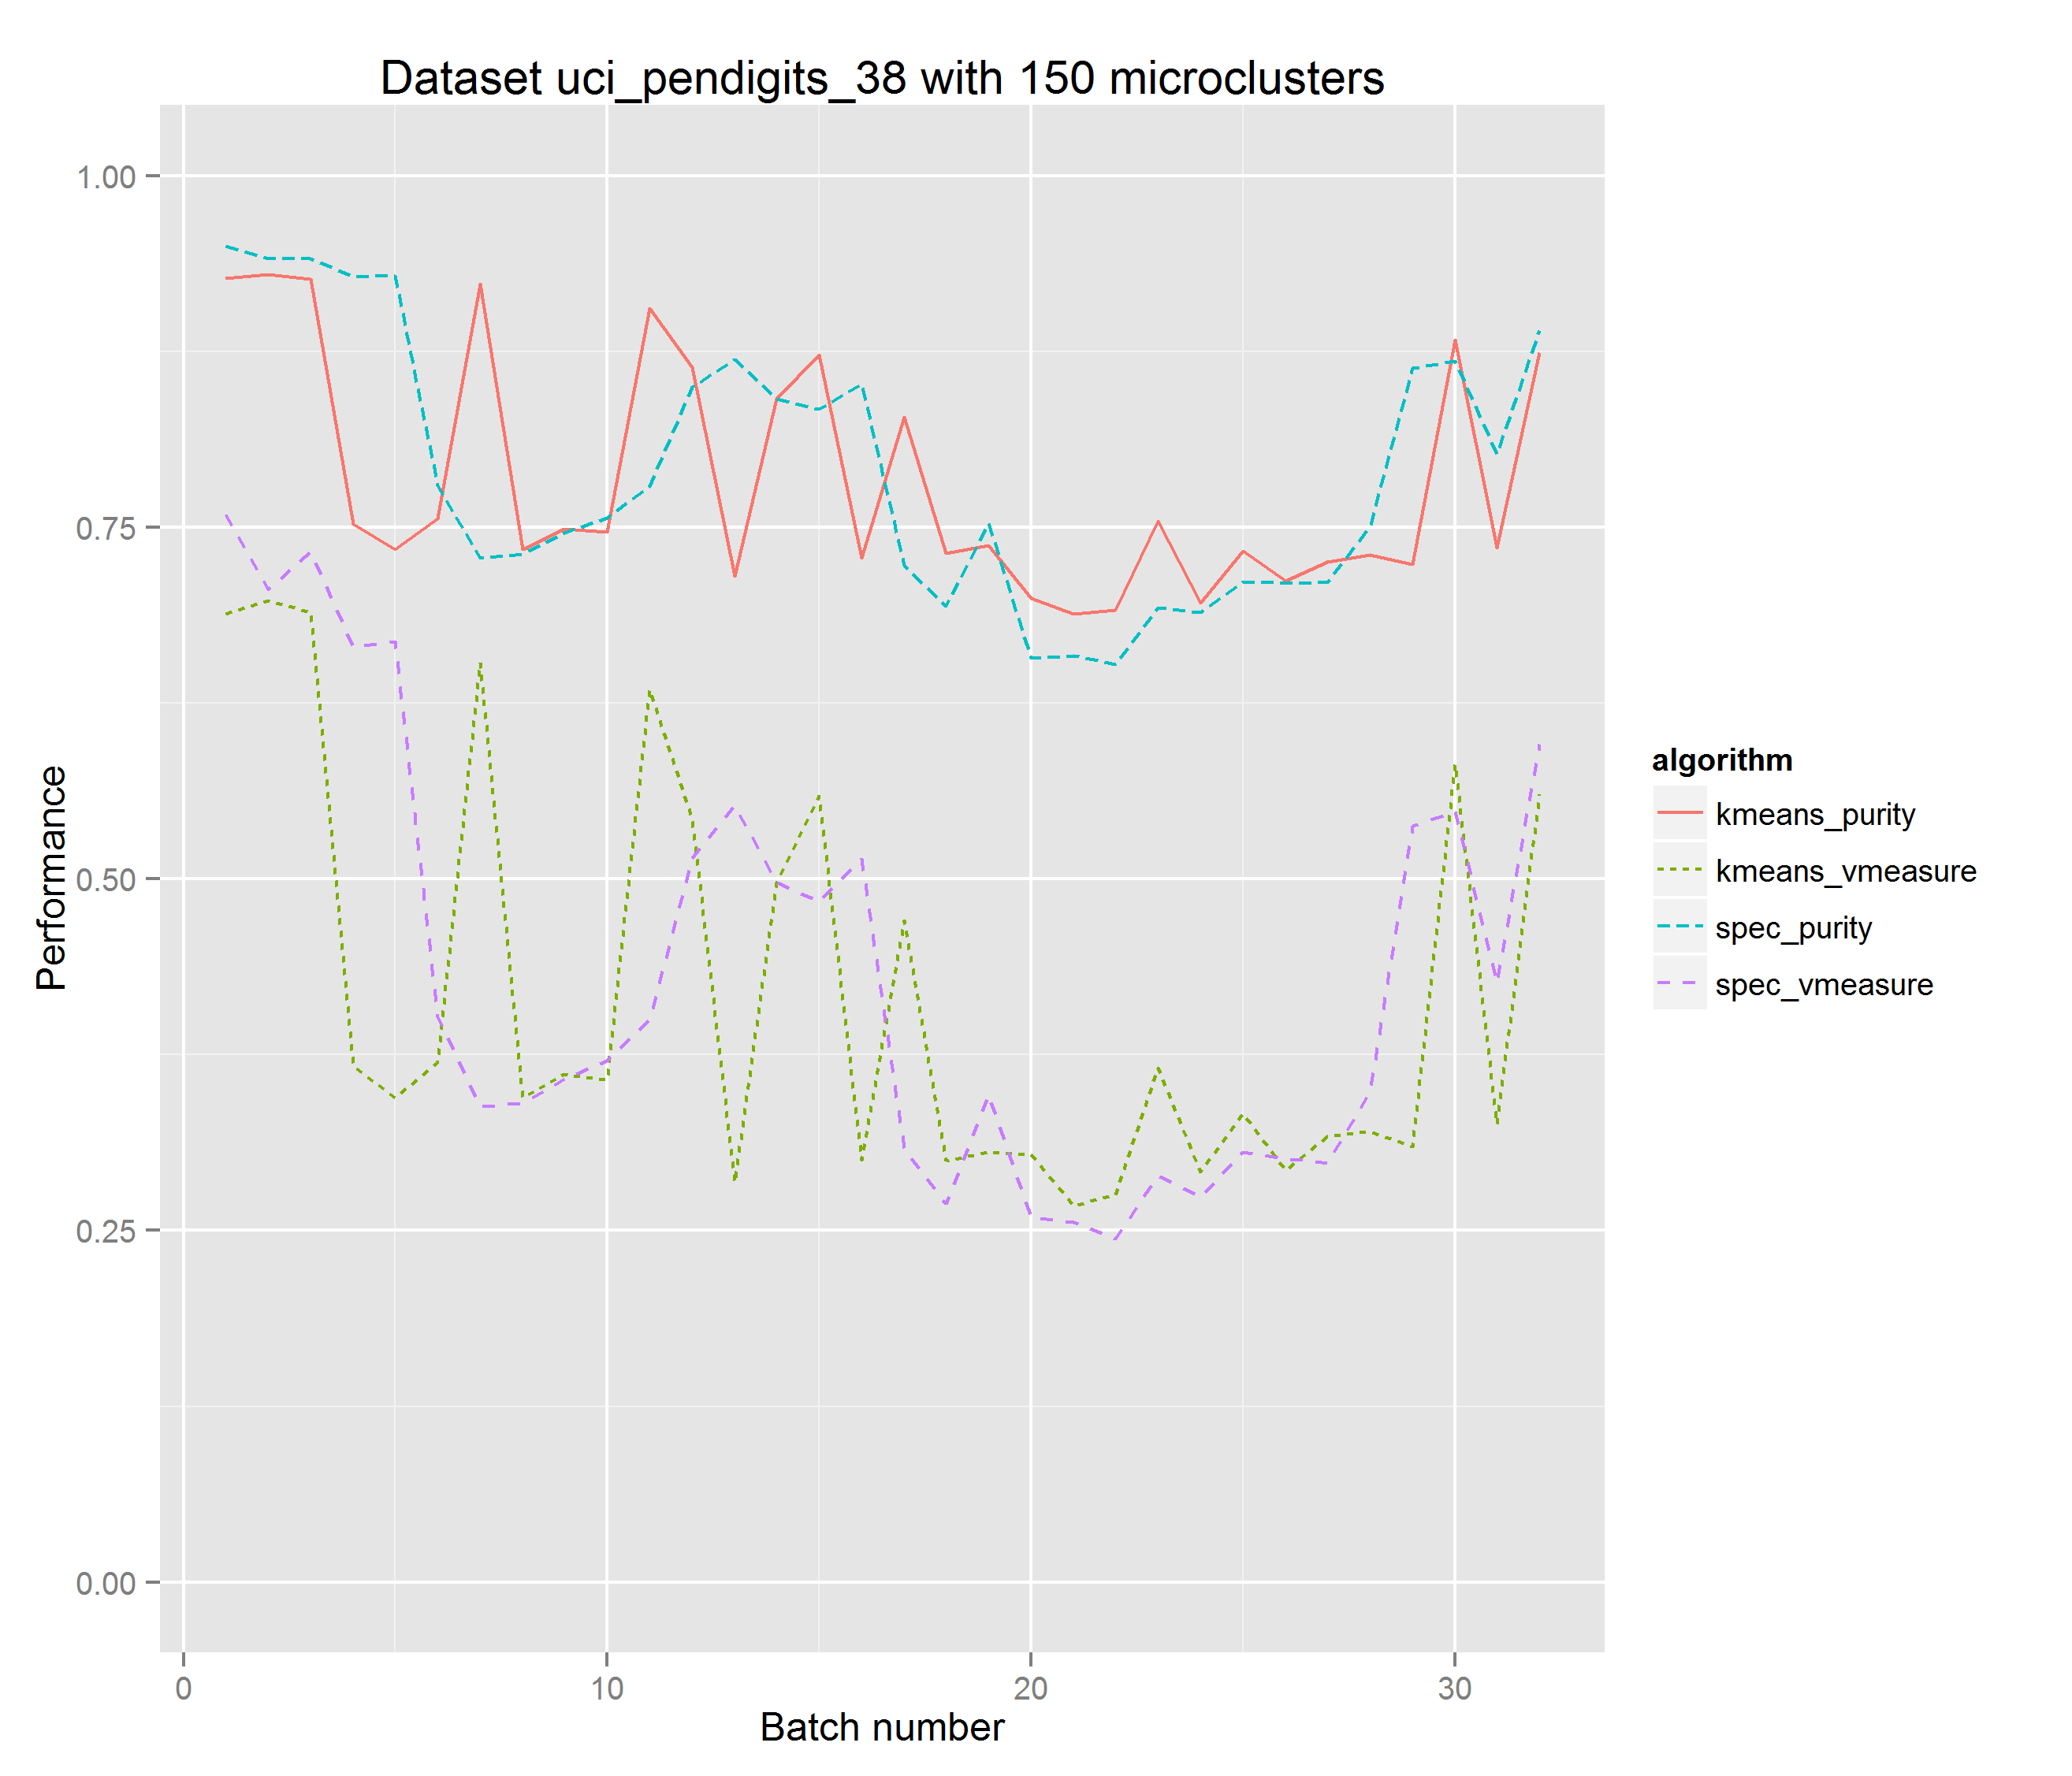 Dataset uci_pendigits_38 with 150 microclusters
1.00
0.75
0.50
0.25
0.00
Performance
0
10
20
30
Batch number
algorithm
kmeans_purity
kmeans_vmeasure
spec_purity
spec_vmeasure